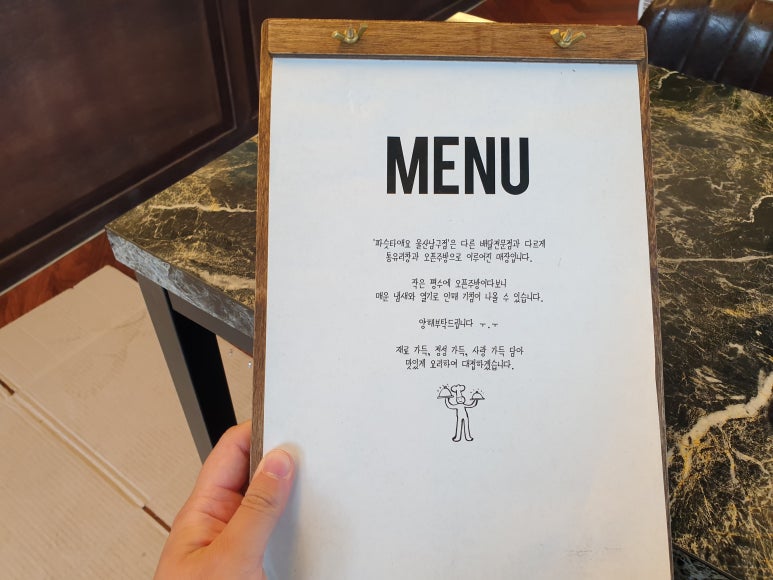 MENU
'파슷타애요 울산남구점'은 다른 배달전문점과 다르게
통유리창과 오픈주방으로 이루어진 매장입니다.
작은 평수에 오픈주방이다보니
매운 냄새와 열기로 인해 기침이 나올 수 있습니다.
양해부탁드립니다 ㅜ.ㅜ
재료 가득, 정성 가득, 사랑 가득 담아
맛있게 요리하여 대접하겠습니다.